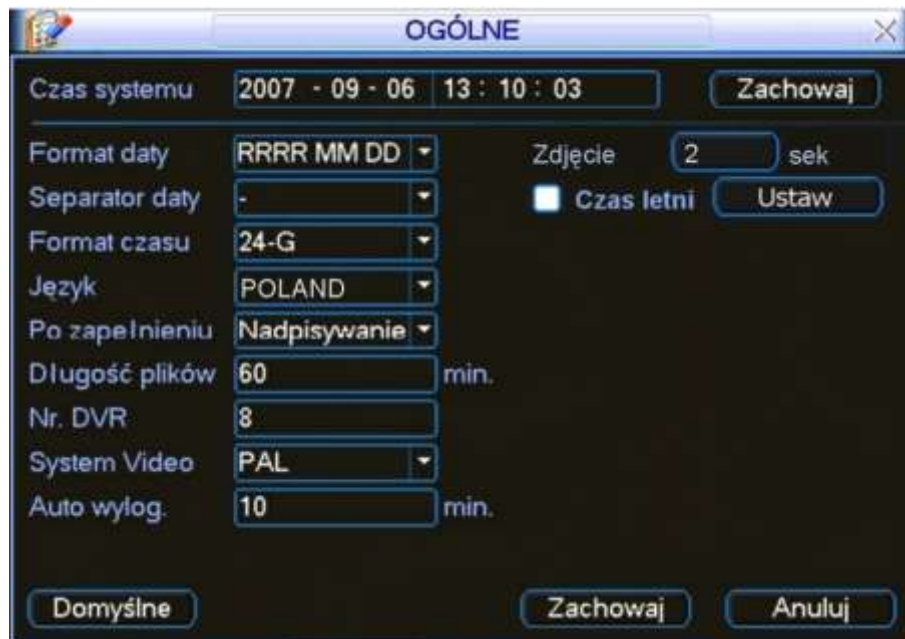 OGÓLNE
Czas systemu 2007 - 09 - 06 13 : 10 : 03 Zachowaj
Format daty RRRR MM DD Zdjęcie 2 sek
Separator daty - Czas letni Ustaw
Format czasu 24-G
Język POLAND
Po zapełnieniu Nadpisywanie
Długość plików 60 min.
Nr. DVR 8
System Video PAL
Auto wylog. 10 min.
Domyślne Zachowaj Anuluj